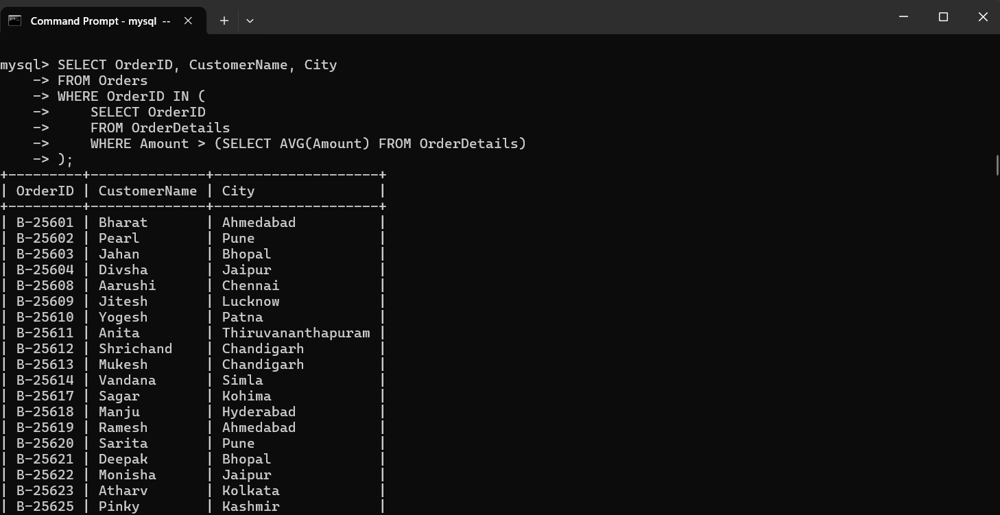 Command Prompt - mysql --
mysql> SELECT OrderID, CustomerName, City
    -> FROM Orders
    -> WHERE OrderID IN (
    ->     SELECT OrderID
    ->     FROM OrderDetails
    ->     WHERE Amount > (SELECT AVG(Amount) FROM OrderDetails)
    -> );
+---------+--------------+--------------------+
| OrderID | CustomerName | City               |
+---------+--------------+--------------------+
| B-25601 | Bharat       | Ahmedabad          |
| B-25602 | Pearl        | Pune               |
| B-25603 | Jahan        | Bhopal             |
| B-25604 | Divsha       | Jaipur             |
| B-25608 | Aarushi      | Chennai            |
| B-25609 | Jitesh       | Lucknow            |
| B-25610 | Yogesh       | Patna              |
| B-25611 | Anita        | Thiruvananthapuram |
| B-25612 | Shrichand    | Chandigarh         |
| B-25613 | Mukesh       | Chandigarh         |
| B-25614 | Vandana      | Simla              |
| B-25617 | Sagar        | Kohima             |
| B-25618 | Manju        | Hyderabad          |
| B-25619 | Ramesh       | Ahmedabad          |
| B-25620 | Sarita       | Pune               |
| B-25621 | Deepak       | Bhopal             |
| B-25622 | Monisha      | Jaipur             |
| B-25623 | Atharv       | Kolkata            |
| B-25625 | Pinky        | Kashmir            |